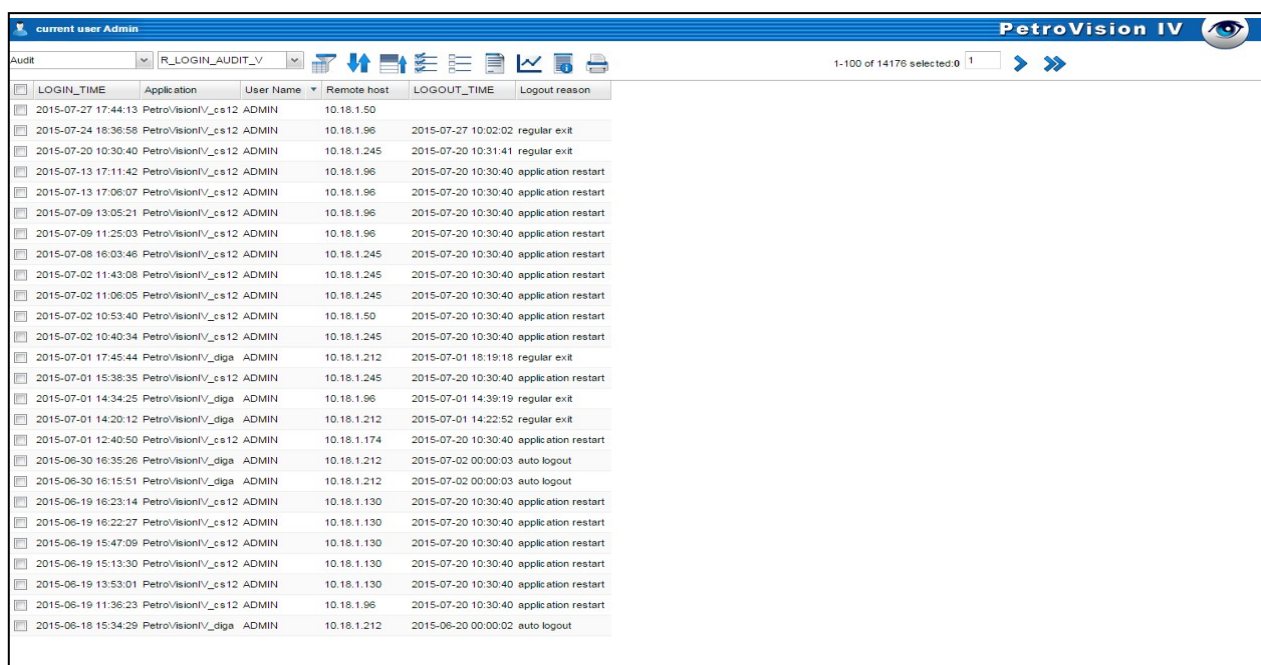 current user Admin
PetroVision IV
Audit R_LOGIN_AUDIT_V 1-100 of 14176 selected:0 1
LOGIN_TIME Application User Name Remote host LOGOUT_TIME Logout reason
2015-07-27 17:44:13 PetroVisionIV_cs12 ADMIN 10.18.1.50
2015-07-24 18:36:58 PetroVisionIV_cs12 ADMIN 10.18.1.96 2015-07-27 10:02:02 regular exit
2015-07-20 10:30:40 PetroVisionIV_cs12 ADMIN 10.18.1.245 2015-07-20 10:31:41 regular exit
2015-07-13 17:11:42 PetroVisionIV_cs12 ADMIN 10.18.1.96 2015-07-20 10:30:40 application restart
2015-07-13 17:06:07 PetroVisionIV_cs12 ADMIN 10.18.1.96 2015-07-20 10:30:40 application restart
2015-07-09 13:05:21 PetroVisionIV_cs12 ADMIN 10.18.1.96 2015-07-20 10:30:40 application restart
2015-07-09 11:25:03 PetroVisionIV_cs12 ADMIN 10.18.1.96 2015-07-20 10:30:40 application restart
2015-07-08 16:03:46 PetroVisionIV_cs12 ADMIN 10.18.1.245 2015-07-20 10:30:40 application restart
2015-07-02 11:43:08 PetroVisionIV_cs12 ADMIN 10.18.1.245 2015-07-20 10:30:40 application restart
2015-07-02 11:06:05 PetroVisionIV_cs12 ADMIN 10.18.1.245 2015-07-20 10:30:40 application restart
2015-07-02 10:53:40 PetroVisionIV_cs12 ADMIN 10.18.1.50 2015-07-20 10:30:40 application restart
2015-07-02 10:40:34 PetroVisionIV_cs12 ADMIN 10.18.1.245 2015-07-20 10:30:40 application restart
2015-07-01 17:45:44 PetroVisionIV_diga ADMIN 10.18.1.212 2015-07-01 18:19:18 regular exit
2015-07-01 15:38:35 PetroVisionIV_cs12 ADMIN 10.18.1.245 2015-07-20 10:30:40 application restart
2015-07-01 14:34:25 PetroVisionIV_diga ADMIN 10.18.1.96 2015-07-01 14:39:19 regular exit
2015-07-01 14:20:12 PetroVisionIV_diga ADMIN 10.18.1.212 2015-07-01 14:22:52 regular exit
2015-07-01 12:40:50 PetroVisionIV_cs12 ADMIN 10.18.1.174 2015-07-20 10:30:40 application restart
2015-06-30 16:35:26 PetroVisionIV_diga ADMIN 10.18.1.212 2015-07-02 00:00:03 auto logout
2015-06-30 16:15:51 PetroVisionIV_diga ADMIN 10.18.1.212 2015-07-02 00:00:03 auto logout
2015-06-19 16:23:14 PetroVisionIV_cs12 ADMIN 10.18.1.130 2015-07-20 10:30:40 application restart
2015-06-19 16:22:27 PetroVisionIV_cs12 ADMIN 10.18.1.130 2015-07-20 10:30:40 application restart
2015-06-19 15:47:09 PetroVisionIV_cs12 ADMIN 10.18.1.130 2015-07-20 10:30:40 application restart
2015-06-19 15:13:30 PetroVisionIV_cs12 ADMIN 10.18.1.130 2015-07-20 10:30:40 application restart
2015-06-19 13:53:01 PetroVisionIV_cs12 ADMIN 10.18.1.130 2015-07-20 10:30:40 application restart
2015-06-19 11:36:23 PetroVisionIV_cs12 ADMIN 10.18.1.96 2015-07-20 10:30:40 application restart
2015-06-18 15:34:29 PetroVisionIV_diga ADMIN 10.18.1.212 2015-06-20 00:00:02 auto logout